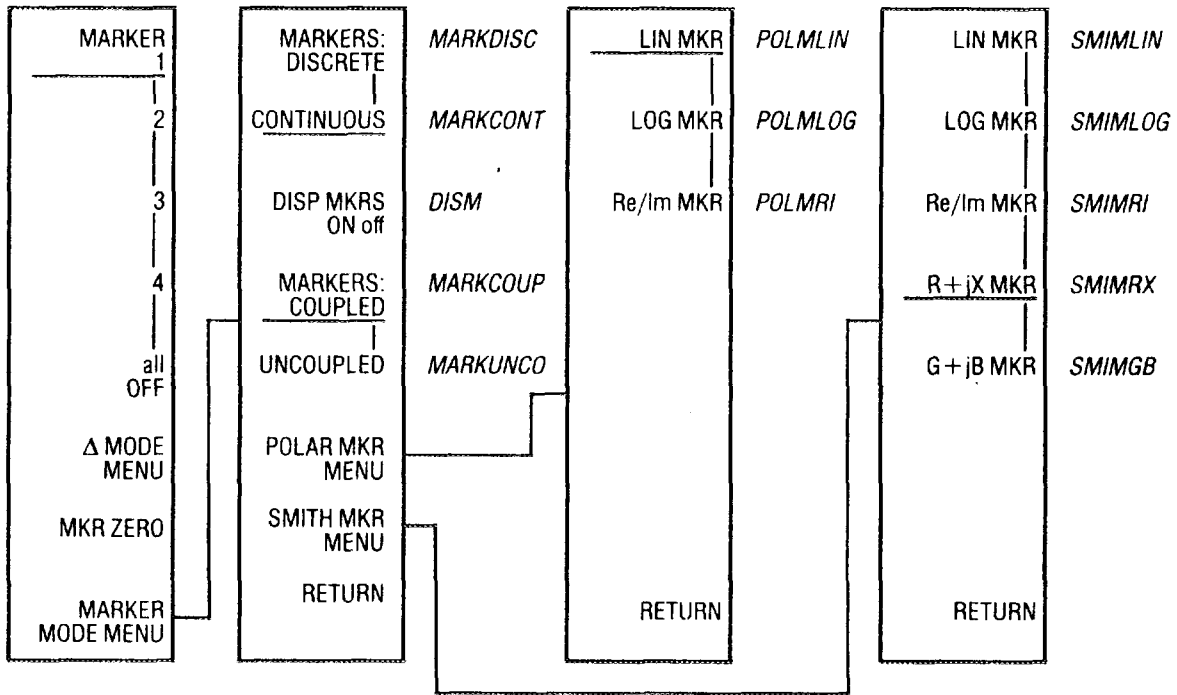 MARKER
1
2
3
4
all
OFF
Δ MODE
MENU
MKR ZERO
MARKER
MODE MENU
MARKERS:
DISCRETE
MARKDISC
CONTINUOUS
MARKCONT
DISP MKRS
ON off
DISM
MARKERS:
COUPLED
MARKCOUP
UNCOUPLED
MARKUNCO
POLAR MKR
MENU
SMITH MKR
MENU
RETURN
LIN MKR
POLMLIN
LOG MKR
POLMLOG
Re/Im MKR
POLMRI
RETURN
LIN MKR
SMIMLIN
LOG MKR
SMIMLOG
Re/Im MKR
SMIMRI
R+jX MKR
SMIMRX
G+jB MKR
SMIMGB
RETURN